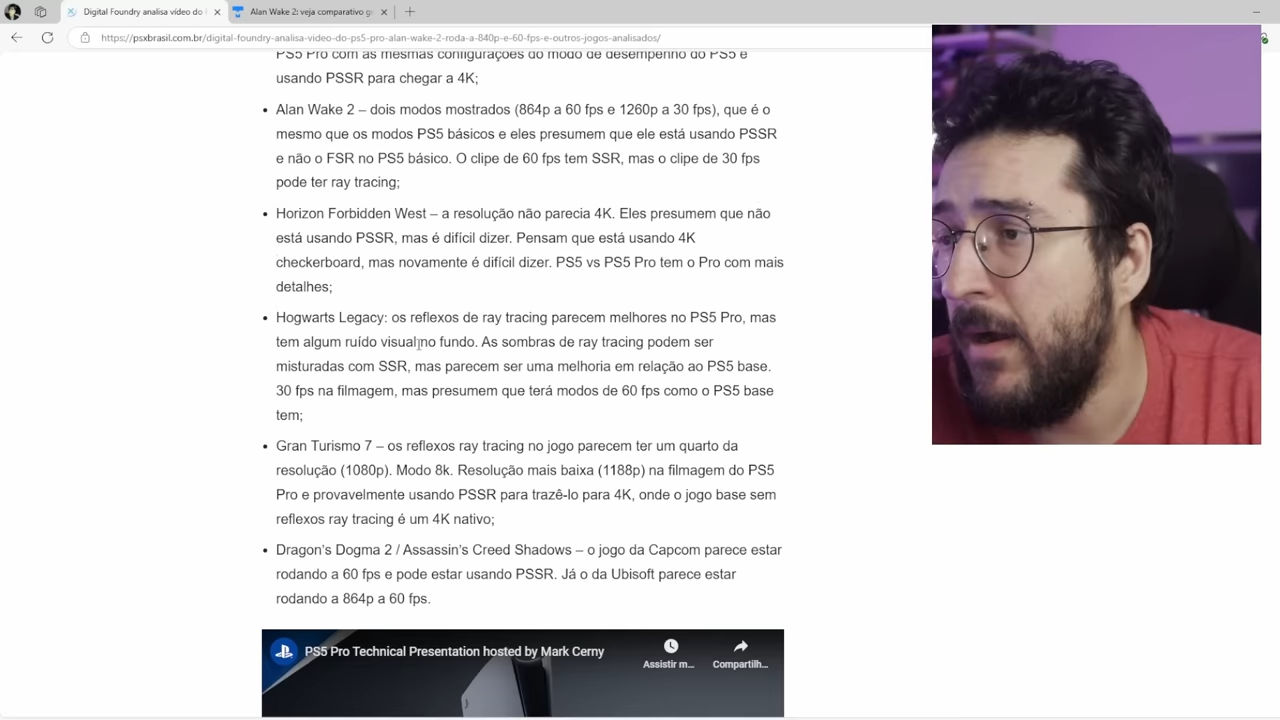 Digital Foundry analisa vídeo do
Alan Wake 2: veja comparativo g
https://psxbrasil.com.br/digital-foundry-analisa-video-do-ps5-pro-alan-wake-2-roda-a-840p-e-60-fps-e-outros-jogos-analisados/
PS5 Pro com as mesmas configurações do modo de desempenho do PS5 e
usando PSSR para chegar a 4K;
• Alan Wake 2 – dois modos mostrados (864p a 60 fps e 1260p a 30 fps), que é o
mesmo que os modos PS5 básicos e eles presumem que ele está usando PSSR
e não o FSR no PS5 básico. O clipe de 60 fps tem SSR, mas o clipe de 30 fps
pode ter ray tracing;
• Horizon Forbidden West – a resolução não parecia 4K. Eles presumem que não
está usando PSSR, mas é difícil dizer. Pensam que está usando 4K
checkerboard, mas novamente é difícil dizer. PS5 vs PS5 Pro tem o Pro com mais
detalhes;
• Hogwarts Legacy: os reflexos de ray tracing parecem melhores no PS5 Pro, mas
tem algum ruído visual no fundo. As sombras de ray tracing podem ser
misturadas com SSR, mas parecem ser uma melhoria em relação ao PS5 base.
30 fps na filmagem, mas presumem que terá modos de 60 fps como o PS5 base
tem;
• Gran Turismo 7 – os reflexos ray tracing no jogo parecem ter um quarto da
resolução (1080p). Modo 8k. Resolução mais baixa (1188p) na filmagem do PS5
Pro e provavelmente usando PSSR para trazê-lo para 4K, onde o jogo base sem
reflexos ray tracing é um 4K nativo;
• Dragon's Dogma 2 / Assassin's Creed Shadows – o jogo da Capcom parece estar
rodando a 60 fps e pode estar usando PSSR. Já o da Ubisoft parece estar
rodando a 864p a 60 fps.
PS5 Pro Technical Presentation hosted by Mark Cerny
Assistir m...
Compartilh...